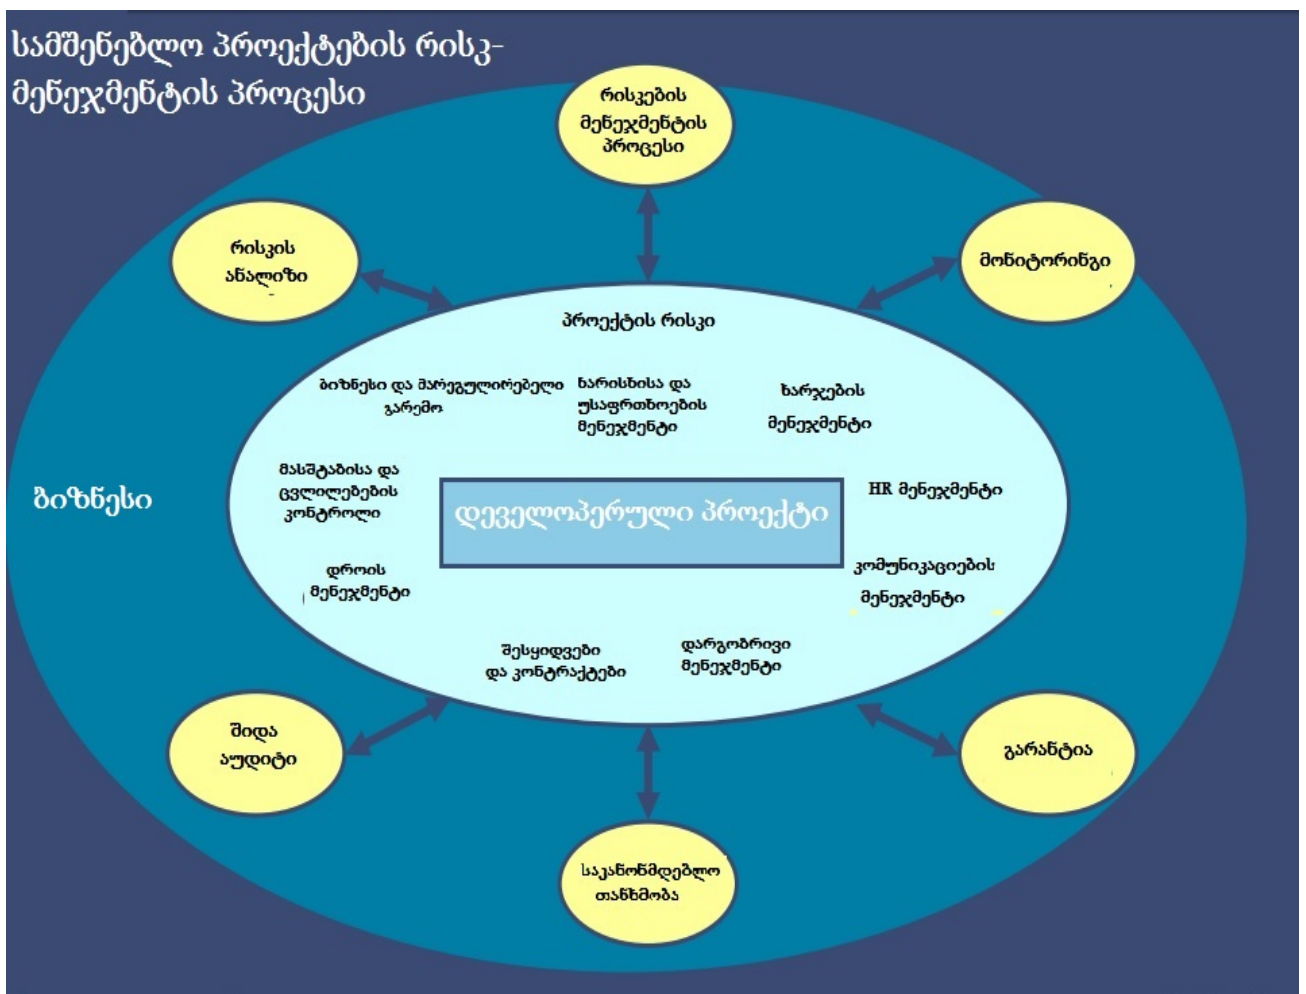 სამშენებლო პროექტების რისკ-
მენეჯმენტის პროცესი
რისკების
მენეჯმენტის
პროცესი
რისკის
ანალიზი
მონიტორინგი
პროექტის რისკი
ბიზნესი და მარეგულირებელი
გარემო
ხარისხისა და
უსაფრთხოების
მენეჯმენტი
ხარჯების
მენეჯმენტი
მასშტაბისა და
ცვლილებების
კონტროლი
HR მენეჯმენტი
ბიზნესი
დეველოპერული პროექტი
დროის
მენეჯმენტი
კომუნიკაციების
მენეჯმენტი
შესყიდვები
და კონტრაქტები
დარგობრივი
მენეჯმენტი
შიდა
აუდიტი
გარანტია
საკანონმდებლო
თანხმობა